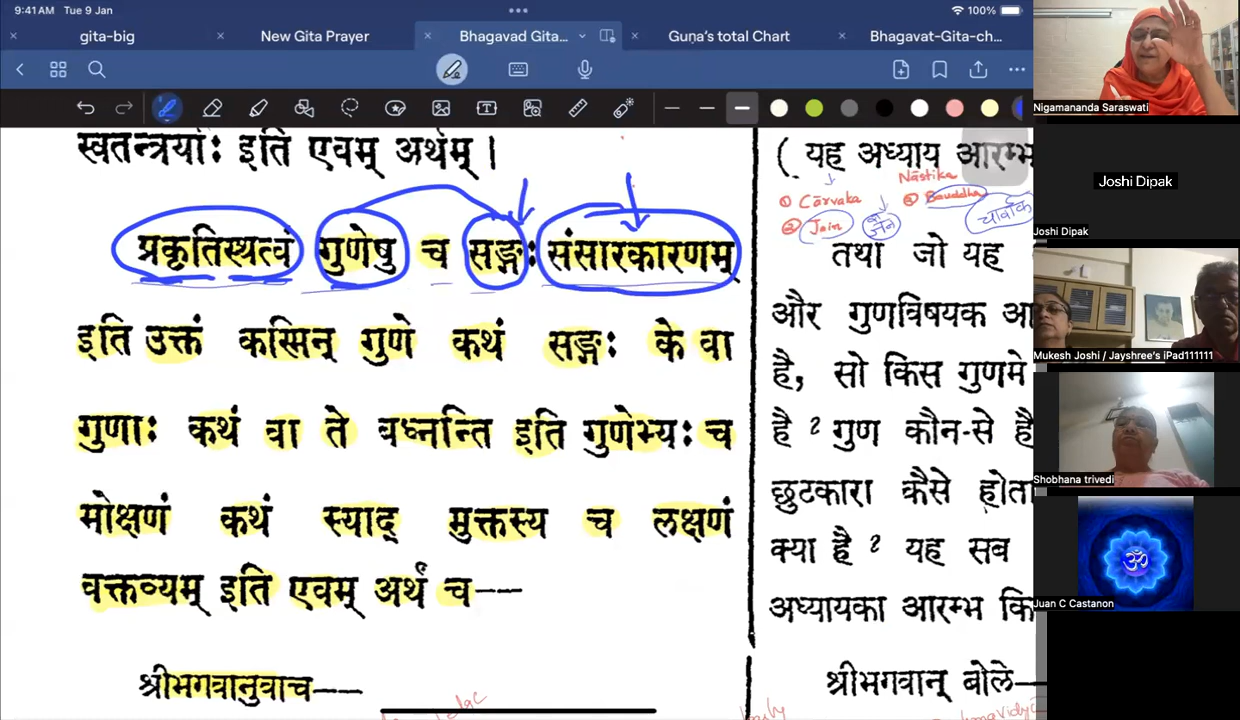 9:41 AM Tue 9 Jan
100%
gita-big
New Gita Prayer
Bhagavad Gita...
Guṇa's total Chart
Bhagavat-Gita-ch...
स्वतन्त्रयोः इति एवम् अर्थम् ।
प्रकृतिस्थत्वं गुणेषु च सङ्गः संसारकारणम्
इति उक्तं कस्मिन् गुणे कथं सङ्गः के वा
गुणाः कथं वा ते बध्नन्ति इति गुणेभ्यः च
मोक्षणं कथं स्याद् मुक्तस्य च लक्षणं
वक्तव्यम् इति एवम् अर्थं च—
श्रीभगवानुवाच—
( यह अध्याय आरम्भ
Nāstika
① Cārvaka
③ Bauddha
② Jain
जैन
चार्वाक
तथा जो यह
और गुणविषयक आ
है, सो किस गुणमे
है ? गुण कौन-से है
छुटकारा कैसे होता
क्या है ? यह सब
अध्यायका आरम्भ कि
श्रीभगवान् बोले—
Nigamananda Saraswati
Joshi Dipak
Joshi Dipak
Mukesh Joshi / Jayshree's iPad111111
Shobhana trivedi
ॐ
Juan C Castanon